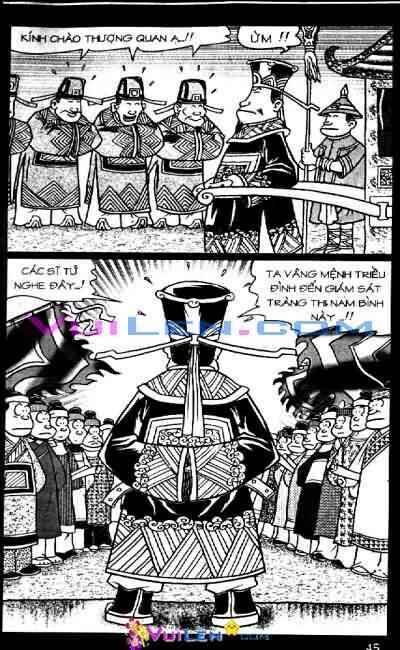 KÍNH CHÀO THƯỢNG QUAN Ạ...!!
ỪM !!
CÁC SĨ TỬ
NGHE ĐÂY...!
TA VÂNG MỆNH TRIỀU
ĐÌNH ĐẾN GIÁM SÁT
TRÀNG THI NAM BÌNH
NÀY ...!!
VUILEN.COM
VUILEN.COM
45